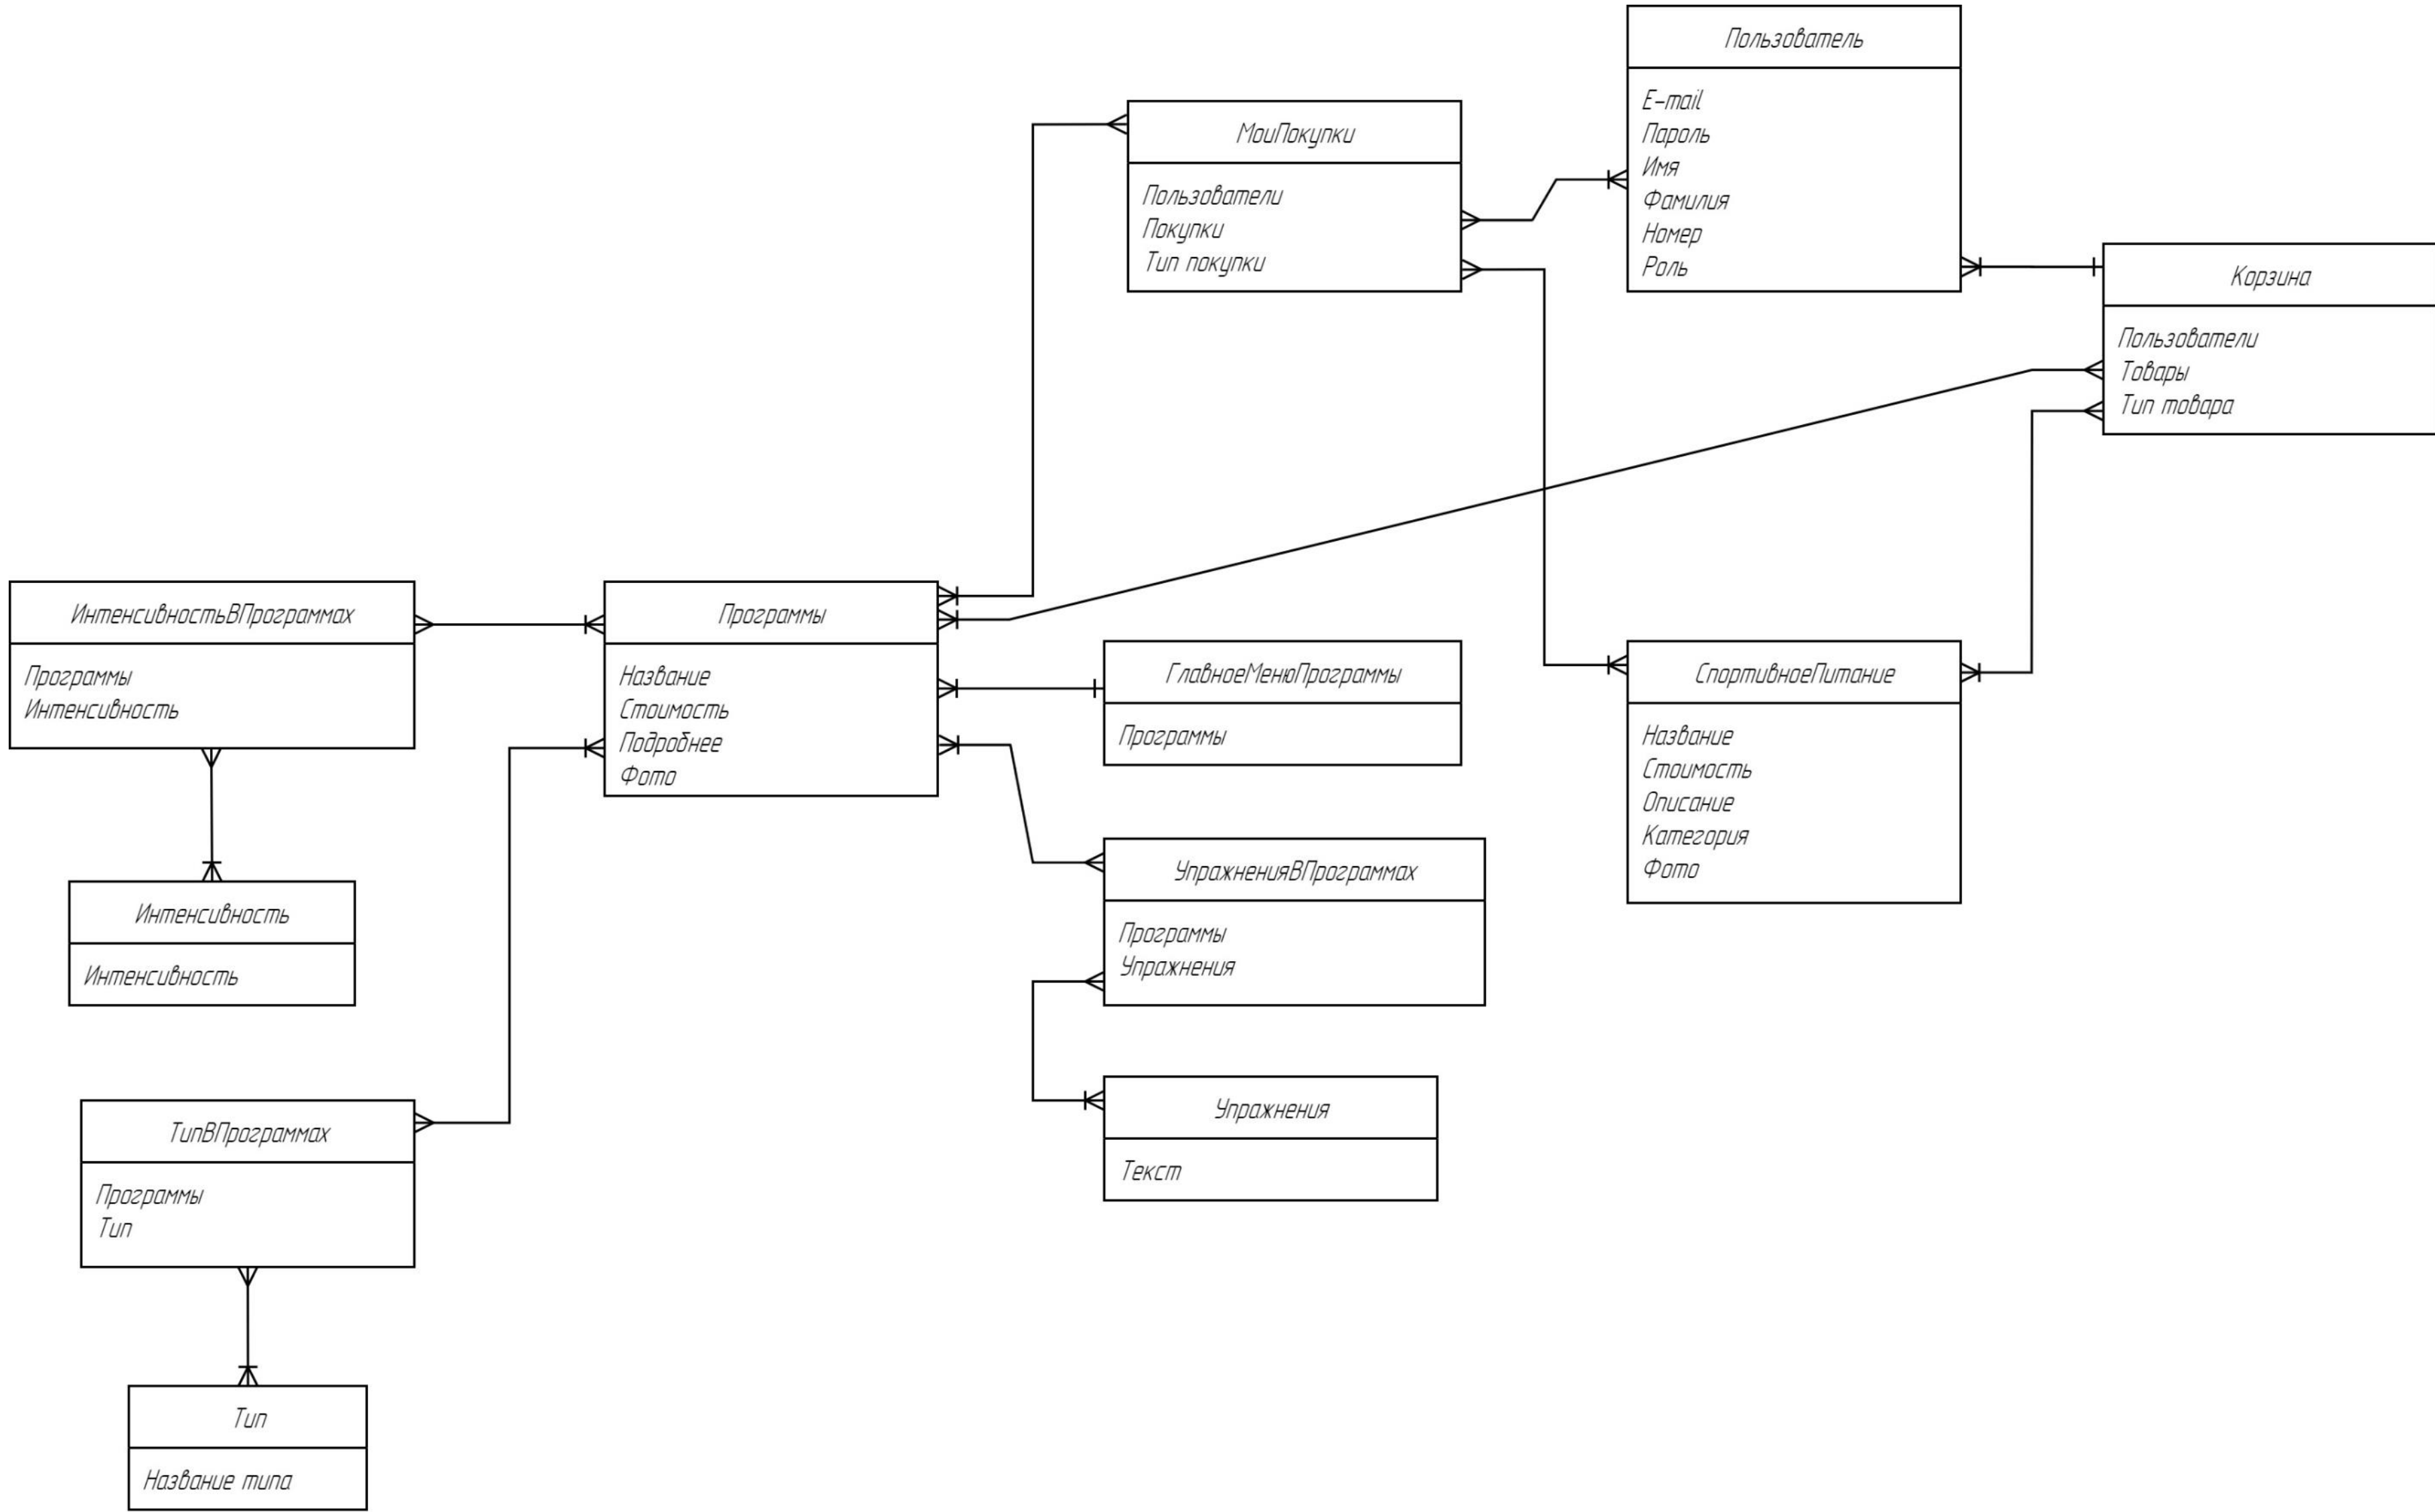 Пользователь
E-mail
Пароль
Имя
Фамилия
Номер
Роль
МоиПокупки
Пользователи
Покупки
Тип покупки
Корзина
Пользователи
Товары
Тип товара
ИнтенсивностьВПрограммах
Программы
Интенсивность
Программы
Название
Стоимость
Подробнее
Фото
ГлавноеМенюПрограммы
Программы
СпортивноеПитание
Название
Стоимость
Описание
Категория
Фото
УпражненияВПрограммах
Программы
Упражнения
Интенсивность
Интенсивность
Упражнения
Текст
ТипВПрограммах
Программы
Тип
Тип
Название типа